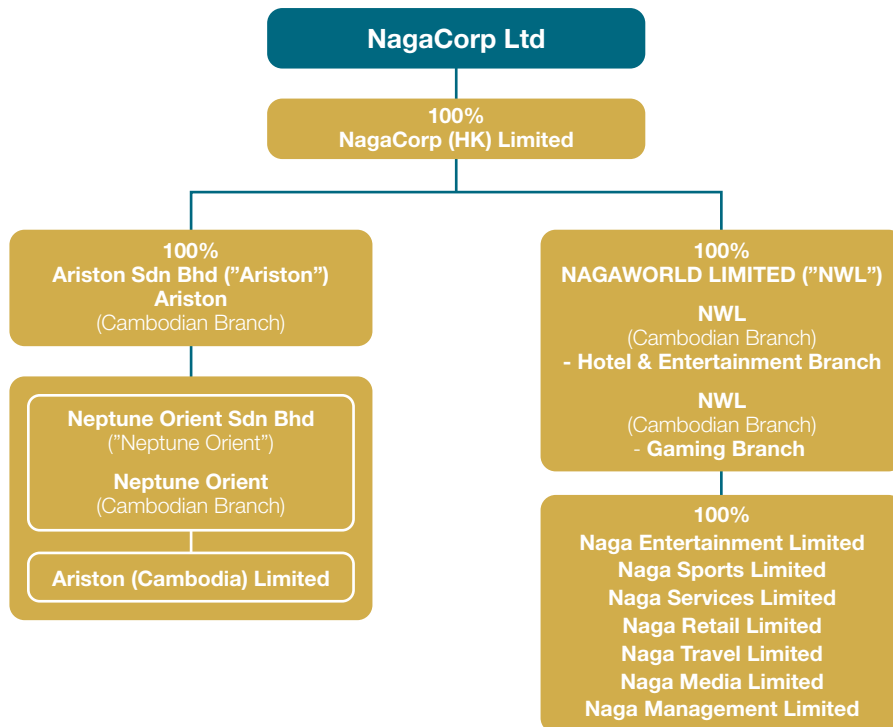 NagaCorp Ltd
100%
NagaCorp (HK) Limited
100%
Ariston Sdn Bhd (”Ariston”)
Ariston
(Cambodian Branch)
Neptune Orient Sdn Bhd
(”Neptune Orient”)
Neptune Orient
(Cambodian Branch)
Ariston (Cambodia) Limited
100%
NAGAWORLD LIMITED (”NWL”)
NWL
(Cambodian Branch)
- Hotel & Entertainment Branch
NWL
(Cambodian Branch)
- Gaming Branch
100%
Naga Entertainment Limited
Naga Sports Limited
Naga Services Limited
Naga Retail Limited
Naga Travel Limited
Naga Media Limited
Naga Management Limited